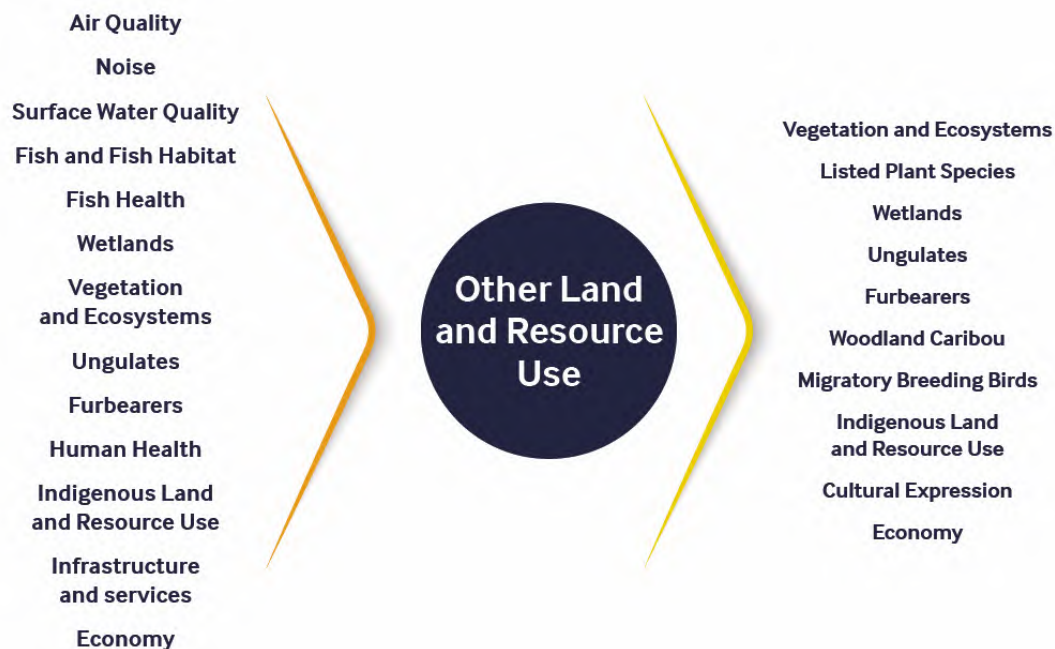 Air Quality
Noise
Surface Water Quality
Fish and Fish Habitat
Fish Health
Wetlands
Vegetation
and Ecosystems
Ungulates
Furbearers
Human Health
Indigenous Land
and Resource Use
Infrastructure
and services
Economy
Other Land
and Resource
Use
Vegetation and Ecosystems
Listed Plant Species
Wetlands
Ungulates
Furbearers
Woodland Caribou
Migratory Breeding Birds
Indigenous Land
and Resource Use
Cultural Expression
Economy